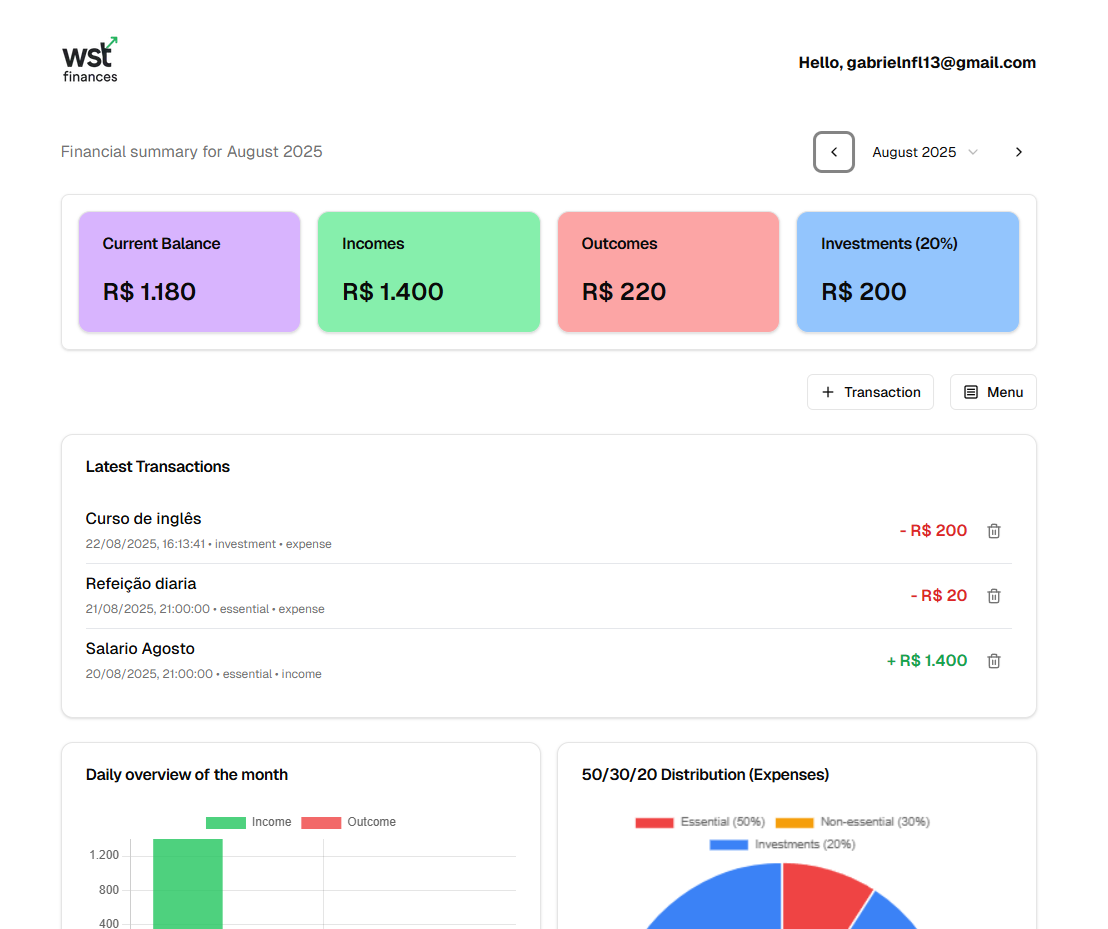 wst
finances
Hello, gabrielnfl13@gmail.com
Financial summary for August 2025
August 2025
Current Balance
R$ 1.180
Incomes
R$ 1.400
Outcomes
R$ 220
Investments (20%)
R$ 200
Transaction
Menu
Latest Transactions
Curso de inglês
22/08/2025, 16:13:41 • investment • expense
- R$ 200
Refeição diaria
21/08/2025, 21:00:00 • essential • expense
- R$ 20
Salario Agosto
20/08/2025, 21:00:00 • essential • income
+ R$ 1.400
Daily overview of the month
Income
Outcome
1.200
800
400
50/30/20 Distribution (Expenses)
Essential (50%)
Non-essential (30%)
Investments (20%)